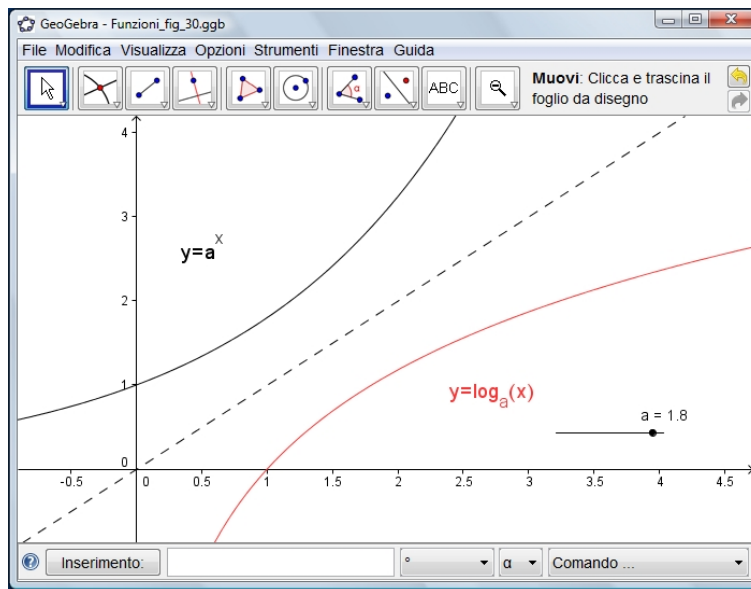 GeoGebra - Funzioni_fig_30.ggb
File Modifica Visualizza Opzioni Strumenti Finestra Guida
ABC
α
Muovi: Clicca e trascina il
foglio da disegno
4
3
y=a^x
2
1
y=log_a(x)
a = 1.8
0
-0.5 0 0.5 1 1.5 2 2.5 3 3.5 4 4.5
Inserimento: ° α Comando ...